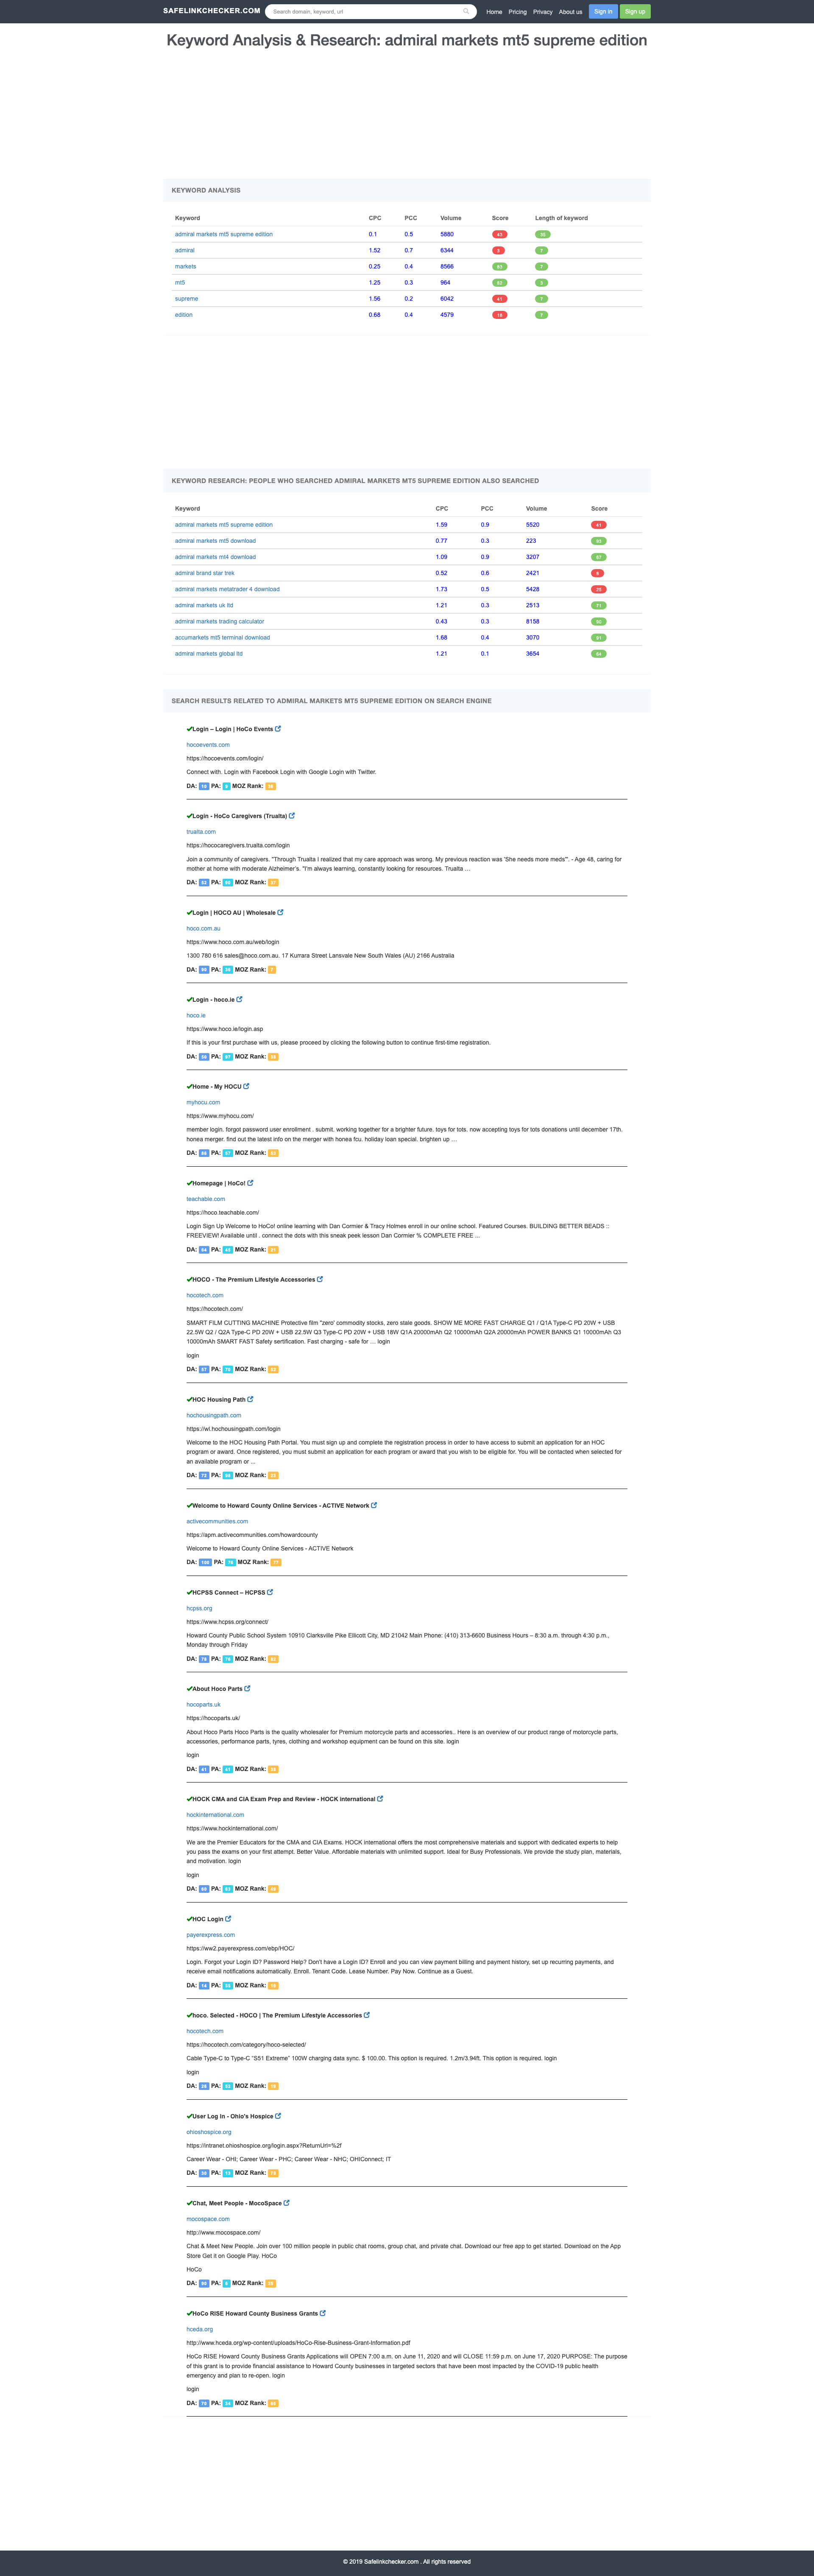 SAFELINKCHECKER.COM Search domain, keyword, url Home Pricing Privacy About us Sign in Sign up
Keyword Analysis & Research: admiral markets mt5 supreme edition
KEYWORD ANALYSIS
Keyword CPC PCC Volume Score Length of keyword
admiral markets mt5 supreme edition 0.1 0.5 5880 43 35
admiral 1.52 0.7 6344 3 7
markets 0.25 0.4 8566 7
mt5 1.25 0.3 964 3
supreme 1.56 0.2 6042 41 7
edition 0.68 0.4 4579 18 7
KEYWORD RESEARCH: PEOPLE WHO SEARCHED ADMIRAL MARKETS MT5 SUPREME EDITION ALSO SEARCHED
Keyword CPC PCC Volume Score
admiral markets mt5 supreme edition 1.59 0.9 5520 41
admiral markets mt5 download 0.77 0.3 223
admiral markets mt4 download 1.09 0.9 3207 67
admiral brand star trek 0.52 0.6 2421
admiral markets metatrader 4 download 1.73 0.5 5428
admiral markets uk ltd 1.21 0.3 2513 71
admiral markets trading calculator 0.43 0.3 8158
accumarkets mt5 terminal download 1.68 0.4 3070
admiral markets global ltd 1.21 0.1 3654
SEARCH RESULTS RELATED TO ADMIRAL MARKETS MT5 SUPREME EDITION ON SEARCH ENGINE
Login – Login | HoCo Events
hocoevents.com
https://hocoevents.com/login/
Connect with. Login with Facebook Login with Google Login with Twitter.
DA: PA: MOZ Rank:
Login - HoCo Caregivers (Trualta)
trualta.com
https://hococaregivers.trualta.com/login
Join a community of caregivers. "Through Trualta I realized that my care approach was wrong. My previous reaction was 'She needs more meds'". - Age 48, caring for
mother at home with moderate Alzheimer's. "I'm always learning, constantly looking for resources. Trualta …
DA: PA: MOZ Rank:
Login | HOCO AU | Wholesale
hoco.com.au
https://www.hoco.com.au/web/login
1300 780 616 sales@hoco.com.au. 17 Kurrara Street Lansvale New South Wales (AU) 2166 Australia
DA: PA: MOZ Rank: 7
Login - hoco.ie
hoco.ie
https://www.hoco.ie/login.asp
If this is your first purchase with us, please proceed by clicking the following button to continue first-time registration.
DA: PA: MOZ Rank:
Home - My HOCU
myhocu.com
https://www.myhocu.com/
member login. forgot password user enrollment . submit. working together for a brighter future. toys for tots. now accepting toys for tots donations until december 17th.
honea merger. find out the latest info on the merger with honea fcu. holiday loan special. brighten up …
DA: PA: MOZ Rank:
Homepage | HoCo!
teachable.com
https://hoco.teachable.com/
Login Sign Up Welcome to HoCo! online learning with Dan Cormier & Tracy Holmes enroll in our online school. Featured Courses. BUILDING BETTER BEADS ::
FREEVIEW! Available until . connect the dots with this sneak peek lesson Dan Cormier % COMPLETE FREE ...
DA: PA: MOZ Rank:
HOCO - The Premium Lifestyle Accessories
hocotech.com
https://hocotech.com/
SMART FILM CUTTING MACHINE Protective film "zero' commodity stocks, zero stale goods. SHOW ME MORE FAST CHARGE Q1 / Q1A Type-C PD 20W + USB
22.5W Q2 / Q2A Type-C PD 20W + USB 22.5W Q3 Type-C PD 20W + USB 18W Q1A 20000mAh Q2 10000mAh Q2A 20000mAh POWER BANKS Q1 10000mAh Q3
10000mAh SMART FAST Safety sertification. Fast charging - safe for … login
login
DA: PA: MOZ Rank:
HOC Housing Path
hochousingpath.com
https://wl.hochousingpath.com/login
Welcome to the HOC Housing Path Portal. You must sign up and complete the registration process in order to have access to submit an application for an HOC
program or award. Once registered, you must submit an application for each program or award that you wish to be eligible for. You will be contacted when selected for
an available program or ...
DA: PA: MOZ Rank:
Welcome to Howard County Online Services - ACTIVE Network
activecommunities.com
https://apm.activecommunities.com/howardcounty
Welcome to Howard County Online Services - ACTIVE Network
DA: 100 PA: MOZ Rank: 77
HCPSS Connect – HCPSS
hcpss.org
https://www.hcpss.org/connect/
Howard County Public School System 10910 Clarksville Pike Ellicott City, MD 21042 Main Phone: (410) 313-6600 Business Hours – 8:30 a.m. through 4:30 p.m.,
Monday through Friday
DA: PA: MOZ Rank:
About Hoco Parts
hocoparts.uk
https://hocoparts.uk/
About Hoco Parts Hoco Parts is the quality wholesaler for Premium motorcycle parts and accessories.. Here is an overview of our product range of motorcycle parts,
accessories, performance parts, tyres, clothing and workshop equipment can be found on this site. login
login
DA: 41 PA: 41 MOZ Rank:
HOCK CMA and CIA Exam Prep and Review - HOCK international
hockinternational.com
https://www.hockinternational.com/
We are the Premier Educators for the CMA and CIA Exams. HOCK international offers the most comprehensive materials and support with dedicated experts to help
you pass the exams on your first attempt. Better Value. Affordable materials with unlimited support. Ideal for Busy Professionals. We provide the study plan, materials,
and motivation. login
login
DA: PA: MOZ Rank:
HOC Login
payerexpress.com
https://ww2.payerexpress.com/ebp/HOC/
Login. Forgot your Login ID? Password Help? Don't have a Login ID? Enroll and you can view payment billing and payment history, set up recurring payments, and
receive email notifications automatically. Enroll. Tenant Code. Lease Number. Pay Now. Continue as a Guest.
DA: 14 PA: MOZ Rank:
hoco. Selected - HOCO | The Premium Lifestyle Accessories
hocotech.com
https://hocotech.com/category/hoco-selected/
Cable Type-C to Type-C "S51 Extreme" 100W charging data sync. $ 100.00. This option is required. 1.2m/3.94ft. This option is required. login
login
DA: PA: MOZ Rank:
User Log In - Ohio's Hospice
ohioshospice.org
https://intranet.ohioshospice.org/login.aspx?ReturnUrl=%2f
Career Wear - OHI; Career Wear - PHC; Career Wear - NHC; OHIConnect; IT
DA: PA: MOZ Rank:
Chat, Meet People - MocoSpace
mocospace.com
http://www.mocospace.com/
Chat & Meet New People. Join over 100 million people in public chat rooms, group chat, and private chat. Download our free app to get started. Download on the App
Store Get it on Google Play. HoCo
HoCo
DA: PA: MOZ Rank:
HoCo RISE Howard County Business Grants
hceda.org
http://www.hceda.org/wp-content/uploads/HoCo-Rise-Business-Grant-Information.pdf
HoCo RISE Howard County Business Grants Applications will OPEN 7:00 a.m. on June 11, 2020 and will CLOSE 11:59 p.m. on June 17, 2020 PURPOSE: The purpose
of this grant is to provide financial assistance to Howard County businesses in targeted sectors that have been most impacted by the COVID-19 public health
emergency and plan to re-open. login
login
DA: PA: MOZ Rank:
© 2019 Safelinkchecker.com . All rights reserved